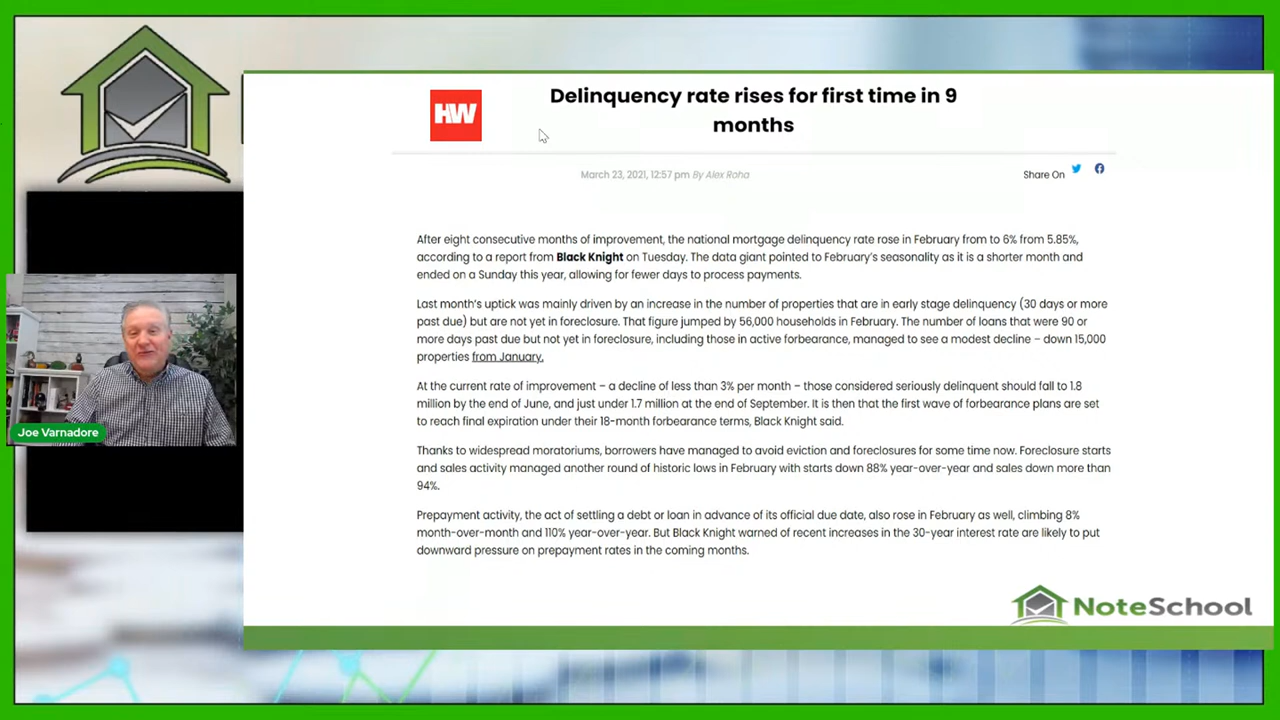 HW
Delinquency rate rises for first time in 9
months
March 23, 2021, 12:57 pm By Alex Roha
Share On
After eight consecutive months of improvement, the national mortgage delinquency rate rose in February from to 6% from 5.85%,
according to a report from Black Knight on Tuesday. The data giant pointed to February's seasonality as it is a shorter month and
ended on a Sunday this year, allowing for fewer days to process payments.
Last month's uptick was mainly driven by an increase in the number of properties that are in early stage delinquency (30 days or more
past due) but are not yet in foreclosure. That figure jumped by 56,000 households in February. The number of loans that were 90 or
more days past due but not yet in foreclosure, including those in active forbearance, managed to see a modest decline – down 15,000
properties from January.
At the current rate of improvement – a decline of less than 3% per month – those considered seriously delinquent should fall to 1.8
million by the end of June, and just under 1.7 million at the end of September. It is then that the first wave of forbearance plans are set
to reach final expiration under their 18-month forbearance terms, Black Knight said.
Thanks to widespread moratoriums, borrowers have managed to avoid eviction and foreclosures for some time now. Foreclosure starts
and sales activity managed another round of historic lows in February with starts down 88% year-over-year and sales down more than
94%.
Prepayment activity, the act of settling a debt or loan in advance of its official due date, also rose in February as well, climbing 8%
month-over-month and 110% year-over-year. But Black Knight warned of recent increases in the 30-year interest rate are likely to put
downward pressure on prepayment rates in the coming months.
Joe Varnadore
NoteSchool